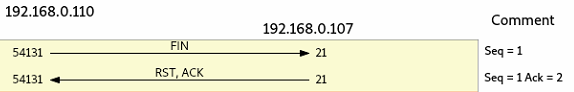 192.168.0.110
192.168.0.107
Comment
54131 FIN 21 Seq = 1
54131 RST, ACK 21 Seq = 1 Ack = 2